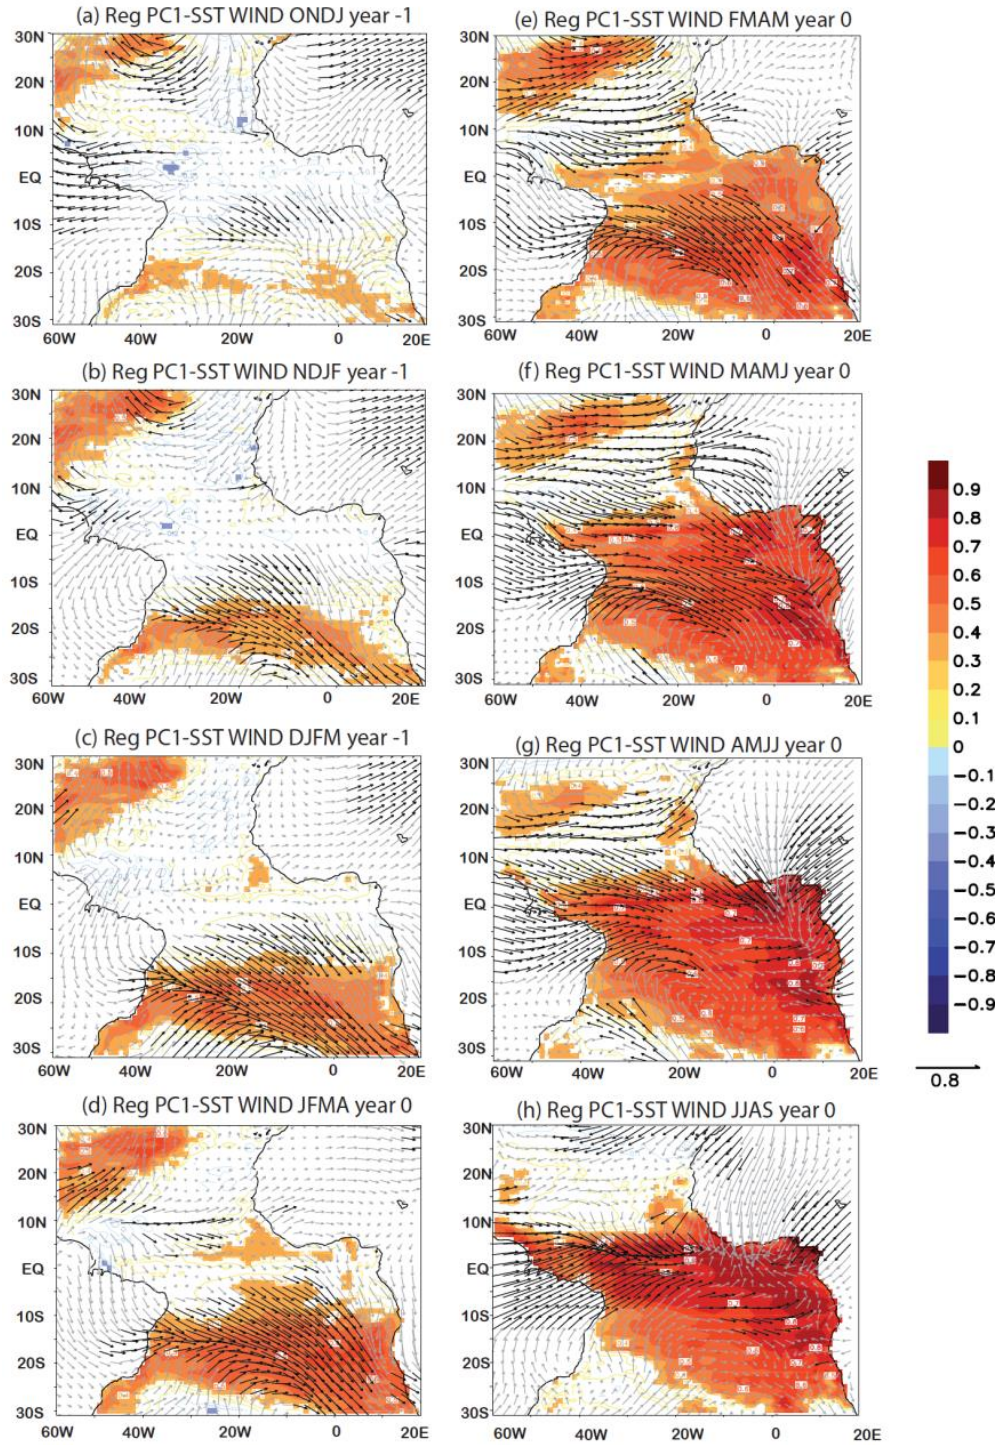 (a) Reg PC1-SST WIND ONDJ year -1
30N
20N
10N
EQ
10S
20S
30S
60W 40W 20W 0 20E
(b) Reg PC1-SST WIND NDJF year -1
30N
20N
10N
EQ
10S
20S
30S
60W 40W 20W 0 20E
(c) Reg PC1-SST WIND DJFM year -1
30N
20N
10N
EQ
10S
20S
30S
60W 40W 20W 0 20E
(d) Reg PC1-SST WIND JFMA year 0
30N
20N
10N
EQ
10S
20S
30S
60W 40W 20W 0 20E
(e) Reg PC1-SST WIND FMAM year 0
30N
20N
10N
EQ
10S
20S
30S
60W 40W 20W 0 20E
(f) Reg PC1-SST WIND MAMJ year 0
30N
20N
10N
EQ
10S
20S
30S
60W 40W 20W 0 20E
(g) Reg PC1-SST WIND AMJJ year 0
30N
20N
10N
EQ
10S
20S
30S
60W 40W 20W 0 20E
(h) Reg PC1-SST WIND JJAS year 0
30N
20N
10N
EQ
10S
20S
30S
60W 40W 20W 0 20E
0.9
0.8
0.7
0.6
0.5
0.4
0.3
0.2
0.1
0
−0.1
−0.2
−0.3
−0.4
−0.5
−0.6
−0.7
−0.8
−0.9
0.8